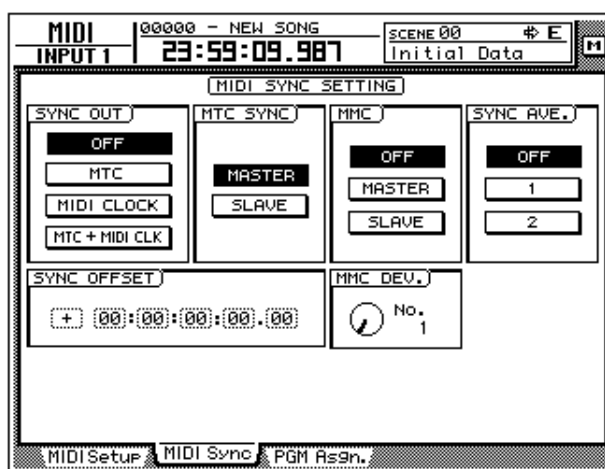 MIDI
INPUT 1
00000 - NEW SONG
23:59:09.987
SCENE 00
E
Initial Data
M
MIDI SYNC SETTING
SYNC OUT
OFF
MTC
MIDI CLOCK
MTC + MIDI CLK
MTC SYNC
MASTER
SLAVE
MMC
OFF
MASTER
SLAVE
SYNC AVE.
OFF
1
2
SYNC OFFSET
+ 00:00:00:00.00
MMC DEV.
No.
1
MIDI Setup MIDI Sync PGM Asgn.